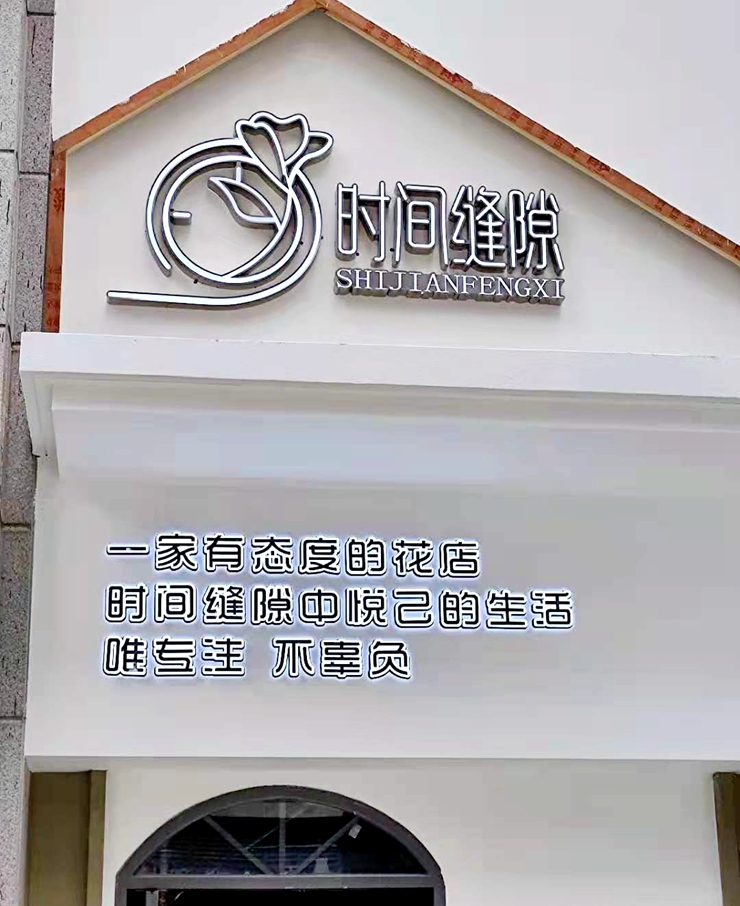 时间缝隙
SHIJIANFENGXI
一家有态度的花店
时间缝隙中悦己的生活
唯专注 不辜负